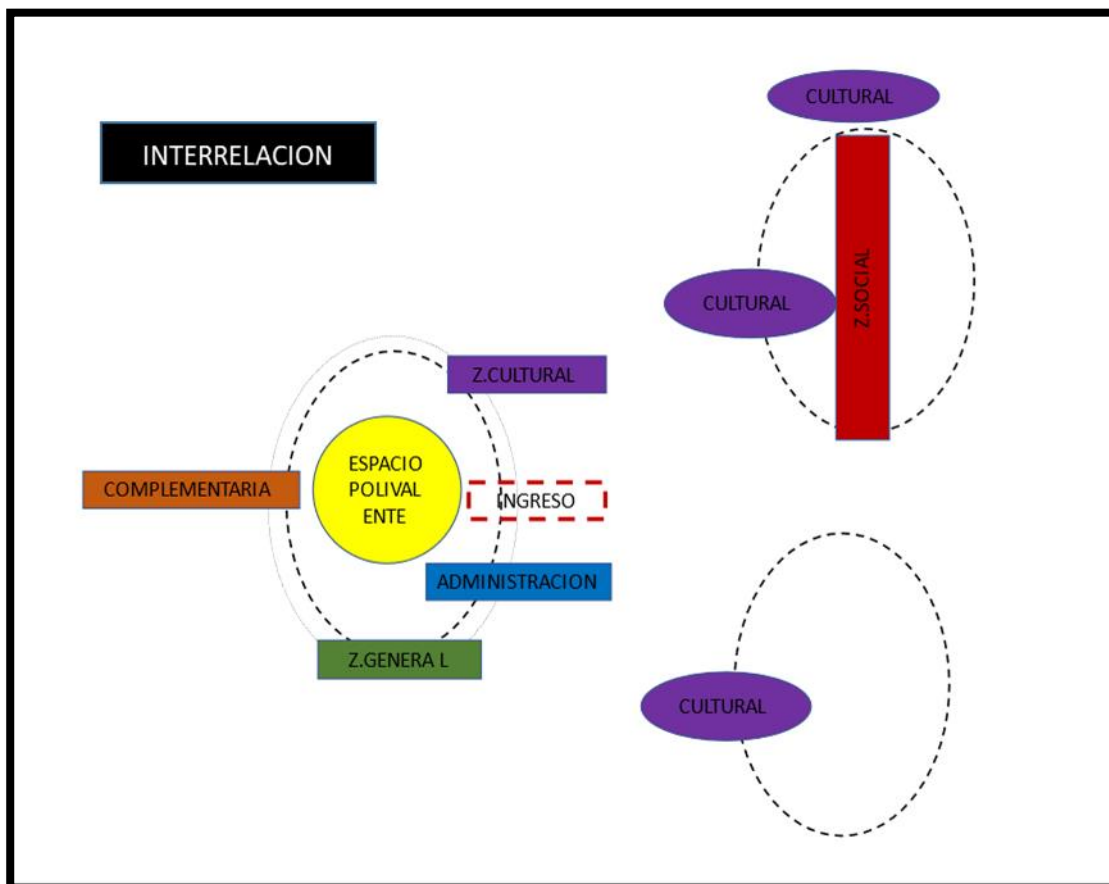 INTERRELACION
CULTURAL
CULTURAL
Z.SOCIAL
Z.CULTURAL
COMPLEMENTARIA
ESPACIO
POLIVAL
ENTE
INGRESO
ADMINISTRACION
Z.GENERA L
CULTURAL